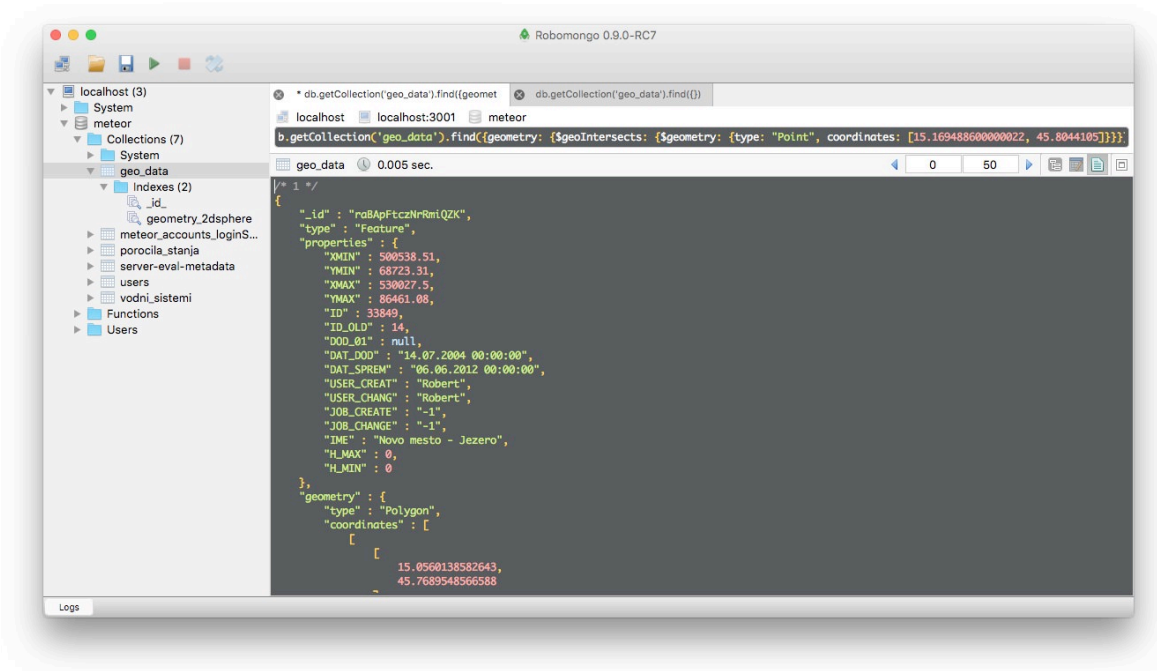 Robomongo 0.9.0-RC7
localhost (3)
System
meteor
Collections (7)
System
geo_data
Indexes (2)
_id_
geometry_2dsphere
meteor_accounts_loginS...
porocila_stanja
server-eval-metadata
users
vodni_sistemi
Functions
Users
* db.getCollection('geo_data').find({geomet
db.getCollection('geo_data').find({})
localhost localhost:3001 meteor
b.getCollection('geo_data').find({geometry: {$geoIntersects: {$geometry: {type: "Point", coordinates: [15.169488600000022, 45.8044105]}}}}
geo_data 0.005 sec. 0 50
/* 1 */
{
"_id" : "raBApFtczNrRmiQZK",
"type" : "Feature",
"properties" : {
"XMIN" : 500538.51,
"YMIN" : 68723.31,
"XMAX" : 530027.5,
"YMAX" : 86461.08,
"ID" : 33849,
"ID_OLD" : 14,
"DOD_01" : null,
"DAT_DOD" : "14.07.2004 00:00:00",
"DAT_SPREM" : "06.06.2012 00:00:00",
"USER_CREAT" : "Robert",
"USER_CHANG" : "Robert",
"JOB_CREATE" : "-1",
"JOB_CHANGE" : "-1",
"IME" : "Novo mesto - Jezero",
"H_MAX" : 0,
"H_MIN" : 0
},
"geometry" : {
"type" : "Polygon",
"coordinates" : [
[
[
15.0560138582643,
45.7689548566588
Logs